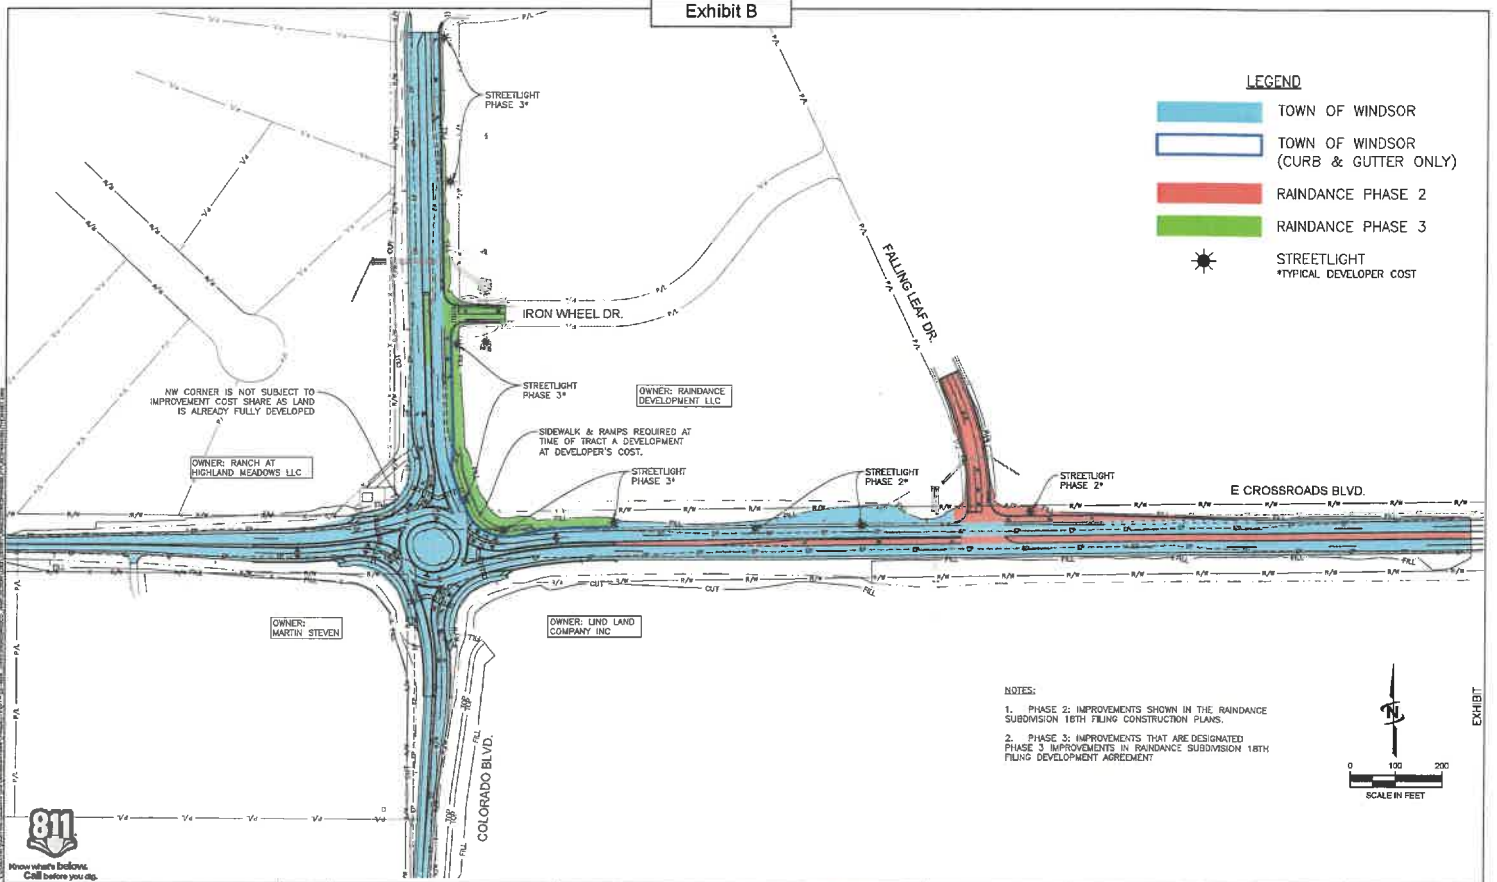 Exhibit B
LEGEND
TOWN OF WINDSOR
TOWN OF WINDSOR
(CURB & GUTTER ONLY)
RAINDANCE PHASE 2
RAINDANCE PHASE 3
STREETLIGHT
*TYPICAL DEVELOPER COST
STREETLIGHT
PHASE 3*
IRON WHEEL DR.
FALLING LEAF DR.
NW CORNER IS NOT SUBJECT TO
IMPROVEMENT COST SHARE AS LAND
IS ALREADY FULLY DEVELOPED
STREETLIGHT
PHASE 3*
OWNER: RAINDANCE
DEVELOPMENT LLC
SIDEWALK & RAMPS REQUIRED AT
TIME OF TRACT A DEVELOPMENT
AT DEVELOPER'S COST.
OWNER: RANCH AT
HIGHLAND MEADOWS LLC
STREETLIGHT
PHASE 3*
STREETLIGHT
PHASE 2*
STREETLIGHT
PHASE 2*
E CROSSROADS BLVD.
CUT
CUT
FILL
OWNER:
MARTIN STEVEN
OWNER: LIND LAND
COMPANY INC
COLORADO BLVD.
NOTES:
1. PHASE 2: IMPROVEMENTS SHOWN IN THE RAINDANCE
SUBDIVISION 18TH FILING CONSTRUCTION PLANS.
2. PHASE 3: IMPROVEMENTS THAT ARE DESIGNATED
PHASE 3 IMPROVEMENTS IN RAINDANCE SUBDIVISION 18TH
FILING DEVELOPMENT AGREEMENT
N
0 100 200
SCALE IN FEET
EXHIBIT
811
Know what's below.
Call before you dig.